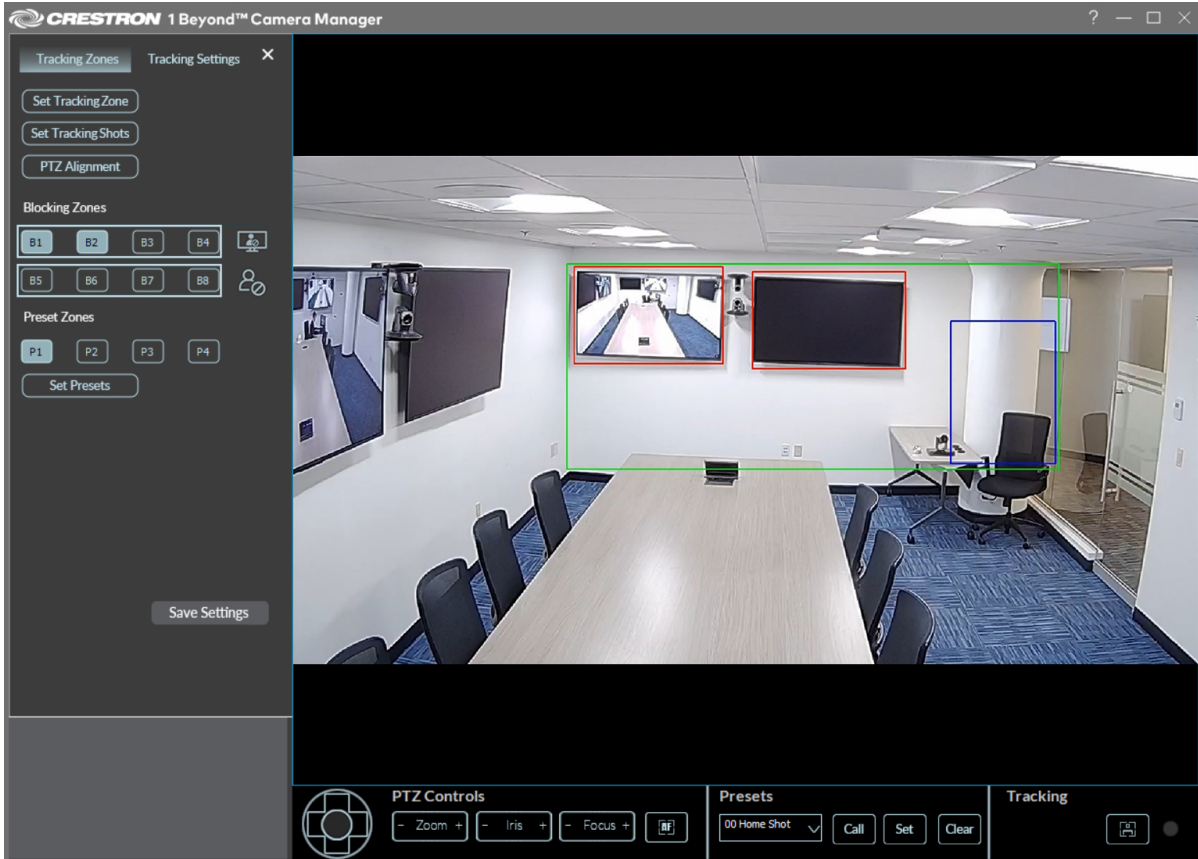 CRESTRON 1 Beyond™ Camera Manager
? — □ ×
Tracking Zones Tracking Settings ×
Set Tracking Zone
Set Tracking Shots
PTZ Alignment
Blocking Zones
B1 B2 B3 B4
B5 B6 B7 B8
Preset Zones
P1 P2 P3 P4
Set Presets
Save Settings
PTZ Controls
- Zoom + - Iris + - Focus + AF
Presets
00 Home Shot Call Set Clear
Tracking